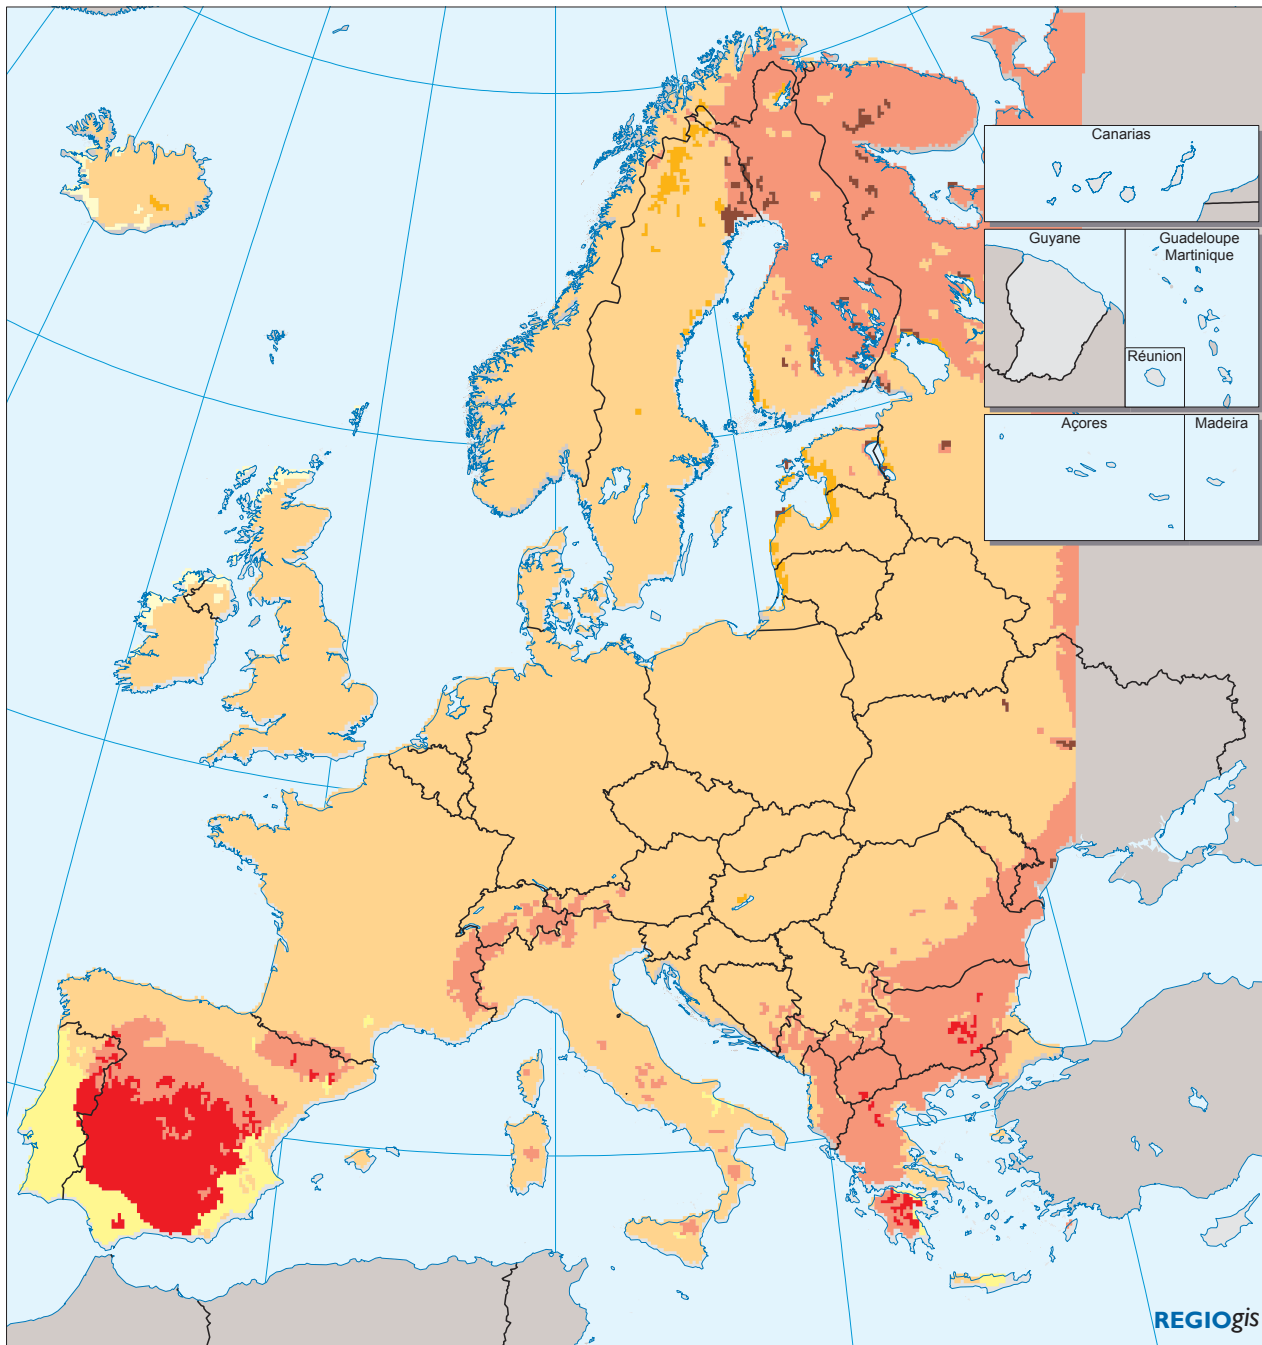 Canarias
Guyane
Guadeloupe
Martinique
Réunion
Açores
Madeira
REGIOgis